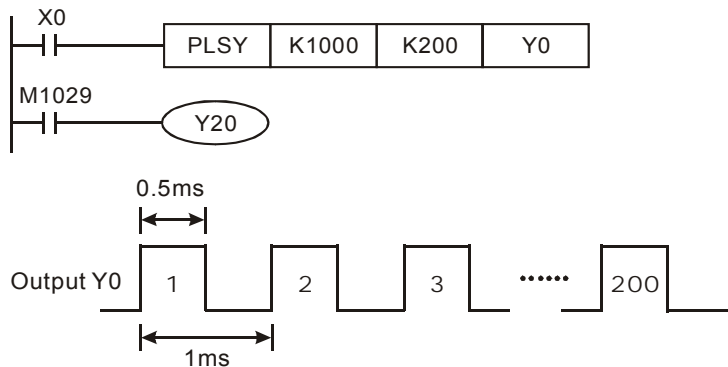 X0
PLSY K1000 K200 Y0
M1029
Y20
0.5ms
Output Y0 1 2 3 ...... 200
1ms